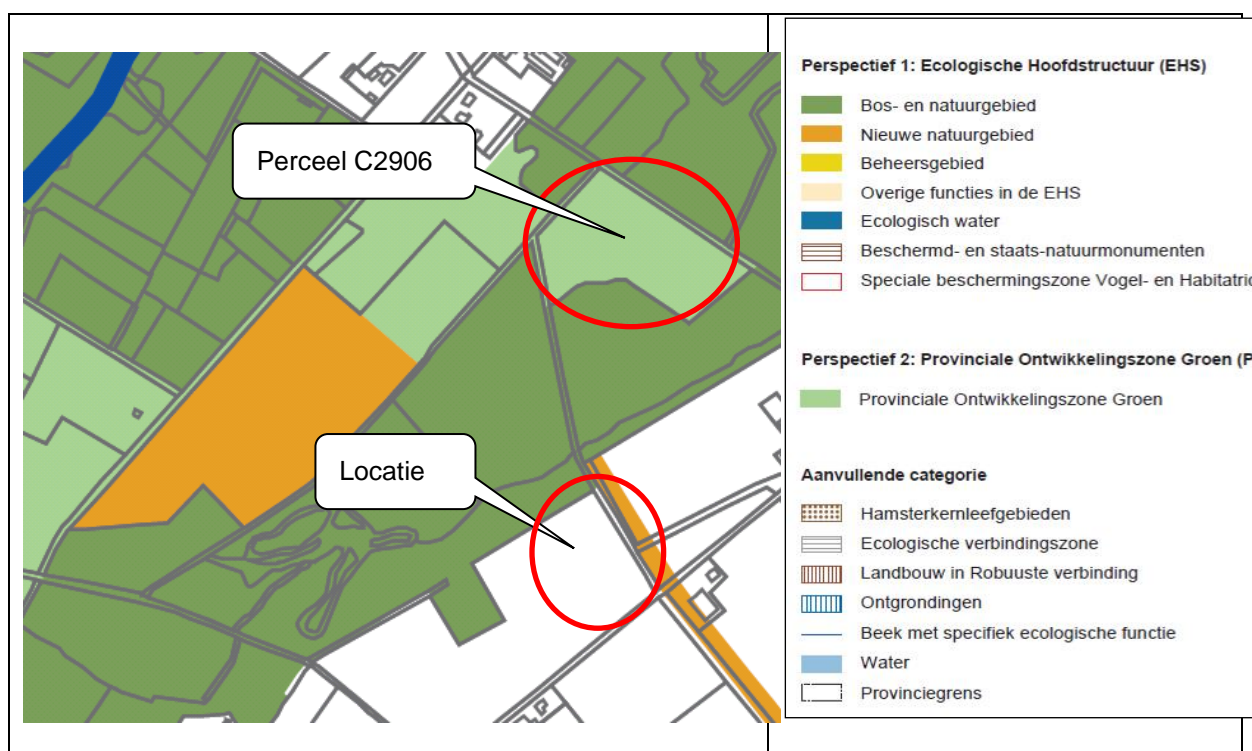 Perceel C2906
Locatie
Perspectief 1: Ecologische Hoofdstructuur (EHS)
Bos- en natuurgebied
Nieuwe natuurgebied
Beheersgebied
Overige functies in de EHS
Ecologisch water
Beschermd- en staats-natuurmonumenten
Speciale beschermingszone Vogel- en Habitatric
Perspectief 2: Provinciale Ontwikkelingszone Groen (P
Provinciale Ontwikkelingszone Groen
Aanvullende categorie
Hamsterkernleefgebieden
Ecologische verbindingszone
Landbouw in Robuuste verbinding
Ontgrondingen
Beek met specifiek ecologische functie
Water
Provinciegrens